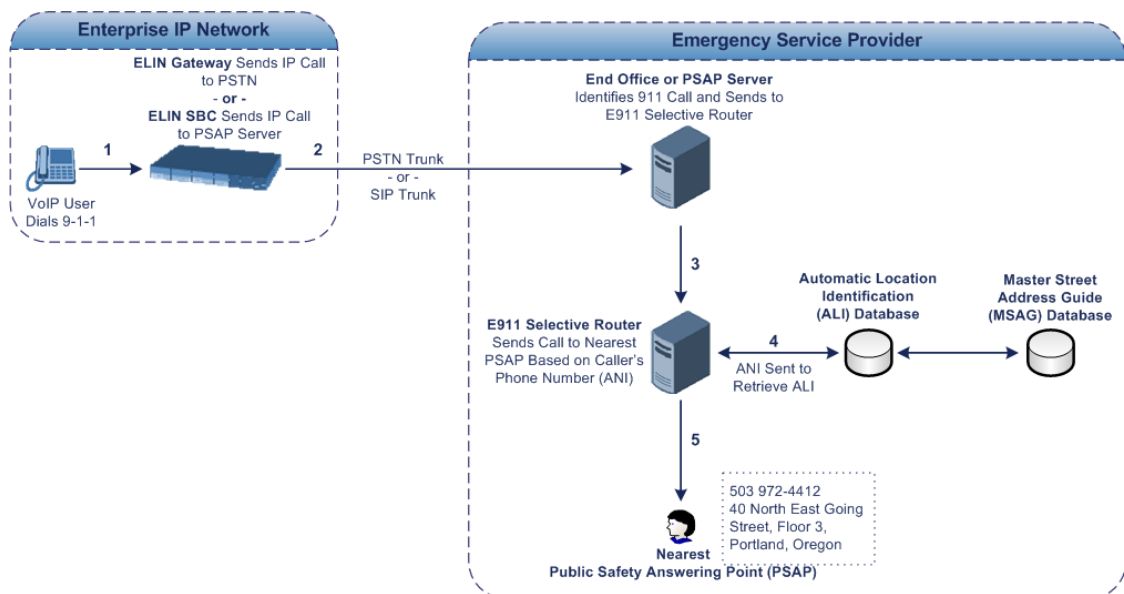 Enterprise IP Network
ELIN Gateway Sends IP Call
to PSTN
- or -
ELIN SBC Sends IP Call
to PSAP Server
1
2
VoIP User
Dials 9-1-1
PSTN Trunk
- or -
SIP Trunk
Emergency Service Provider
End Office or PSAP Server
Identifies 911 Call and Sends to
E911 Selective Router
3
E911 Selective Router
Sends Call to Nearest
PSAP Based on Caller's
Phone Number (ANI)
4
ANI Sent to
Retrieve ALI
Automatic Location
Identification
(ALI) Database
Master Street
Address Guide
(MSAG) Database
5
503 972-4412
40 North East Going
Street, Floor 3,
Portland, Oregon
Nearest
Public Safety Answering Point (PSAP)